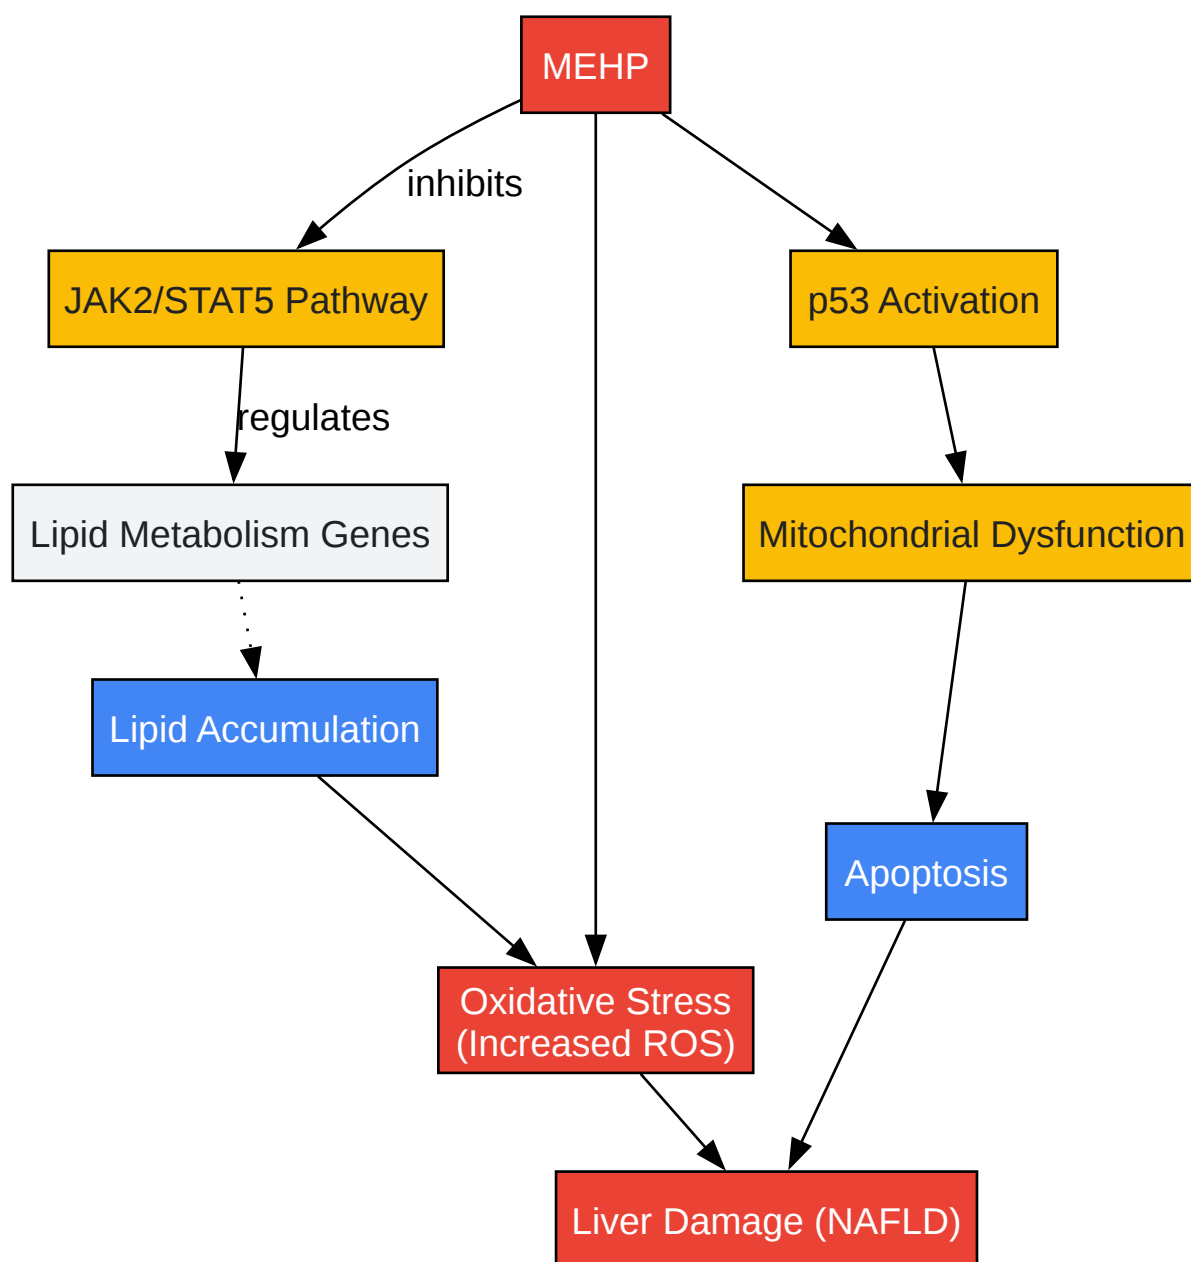 MEHP
inhibits
JAK2/STAT5 Pathway
p53 Activation
regulates
Lipid Metabolism Genes
Mitochondrial Dysfunction
Lipid Accumulation
Apoptosis
Oxidative Stress
(Increased ROS)
Liver Damage (NAFLD)